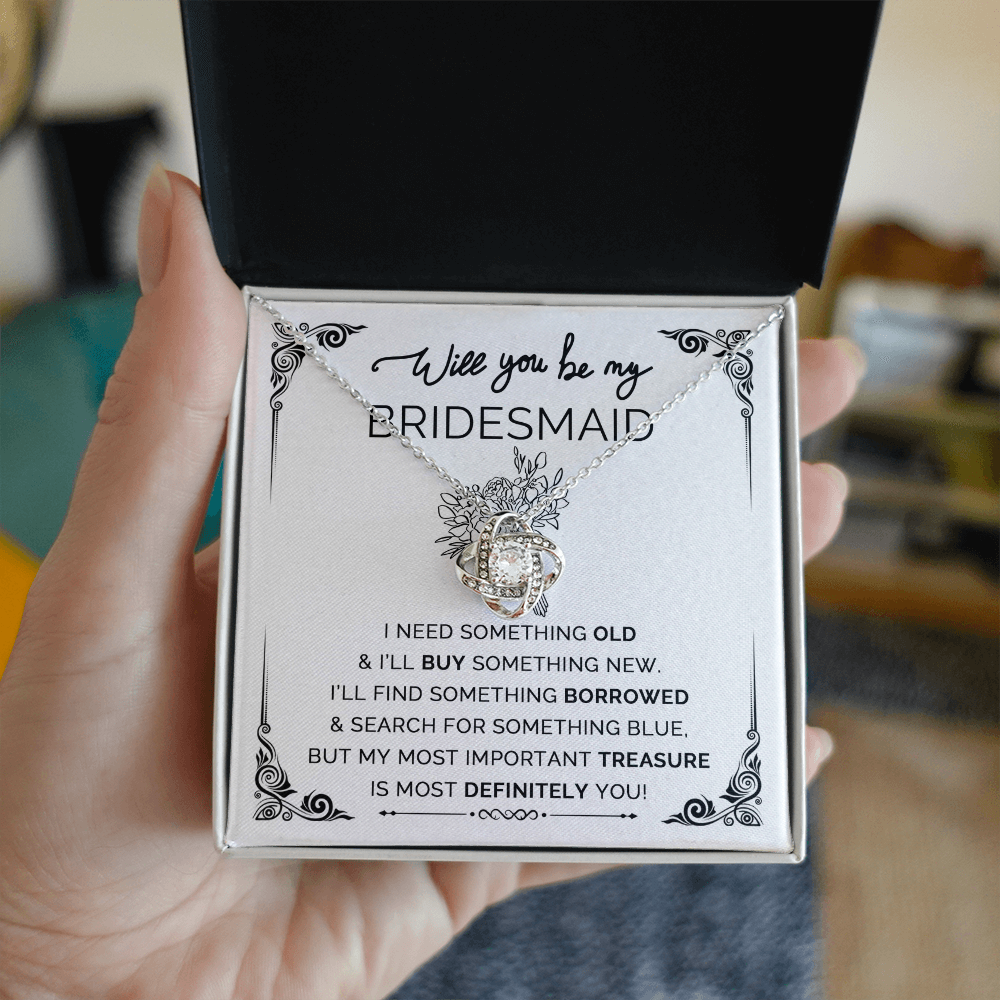 Will you be my
BRIDESMAID
I NEED SOMETHING OLD
& I'LL BUY SOMETHING NEW.
I'LL FIND SOMETHING BORROWED
& SEARCH FOR SOMETHING BLUE,
BUT MY MOST IMPORTANT TREASURE
IS MOST DEFINITELY YOU!